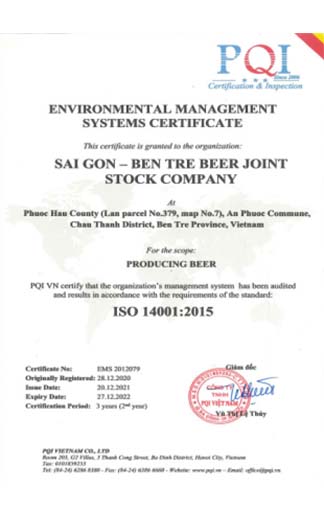 PQI
Since 2006
Certification & Inspection
ENVIRONMENTAL MANAGEMENT
SYSTEMS CERTIFICATE
This certificate is granted to the organization:
SAI GON – BEN TRE BEER JOINT
STOCK COMPANY
At
Phuoc Hau County (Lan parcel No.379, map No.7), An Phuoc Commune,
Chau Thanh District, Ben Tre Province, Vietnam
For the scope:
PRODUCING BEER
PQI VN certify that the organization's management system has been audited
and results in accordance with the requirements of the standard:
ISO 14001:2015
Certificate No: EMS 2012079
Originally Registered: 28.12.2020
Issue Date: 20.12.2021
Expiry Date: 27.12.2022
Certification Period: 3 years (2nd year)
Giám đốc
CÔNG TY
TNHH
PQI VIỆT NAM
Vũ Thị Lệ Thủy
PQI VIETNAM CO., LTD
Room 201, G2 Villas, 3 Thanh Cong Street, Ba Dinh District, Hanoi City, Vietnam
Tax: 0101859255
Tel: (84-24) 6286 8180 - Fax: (84-24) 6286 8660 - Website: www.pqi.vn – Email: office@pqi.vn